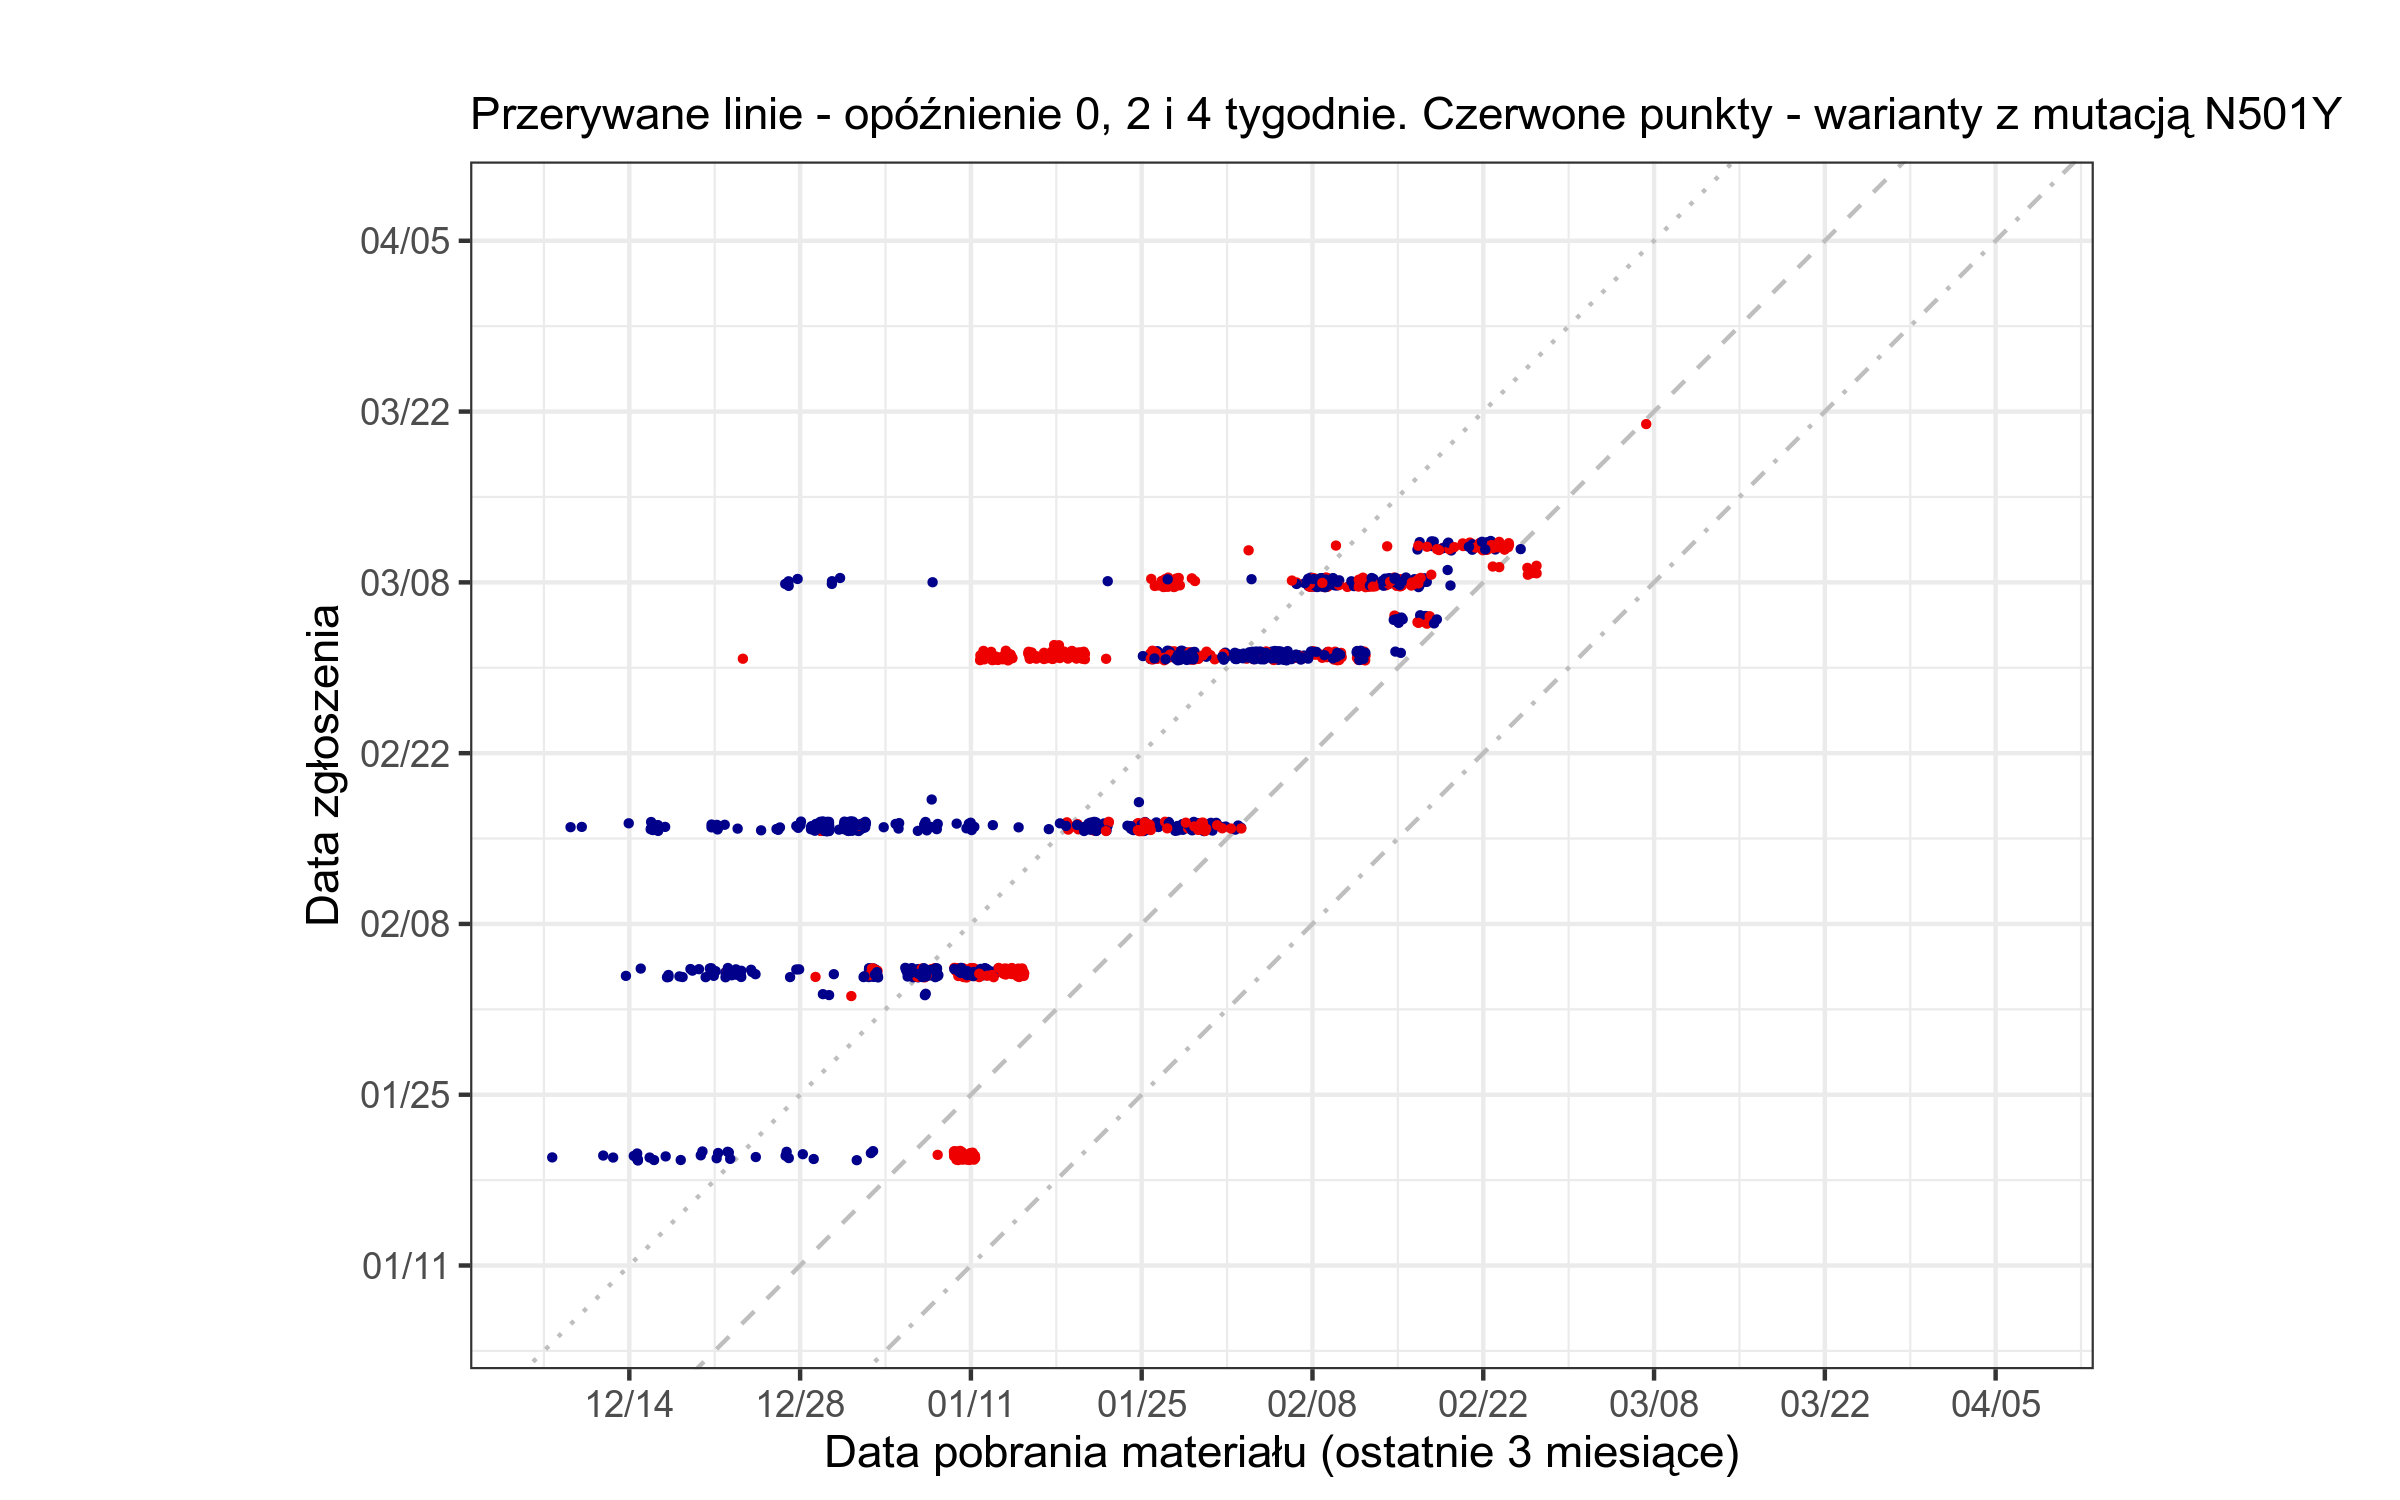 Przerywane linie - opóźnienie 0, 2 i 4 tygodnie. Czerwone punkty - warianty z mutacją N501Y
Data zgłoszenia
04/05
03/22
03/08
02/22
02/08
01/25
01/11
12/14 12/28 01/11 01/25 02/08 02/22 03/08 03/22 04/05
Data pobrania materiału (ostatnie 3 miesiące)